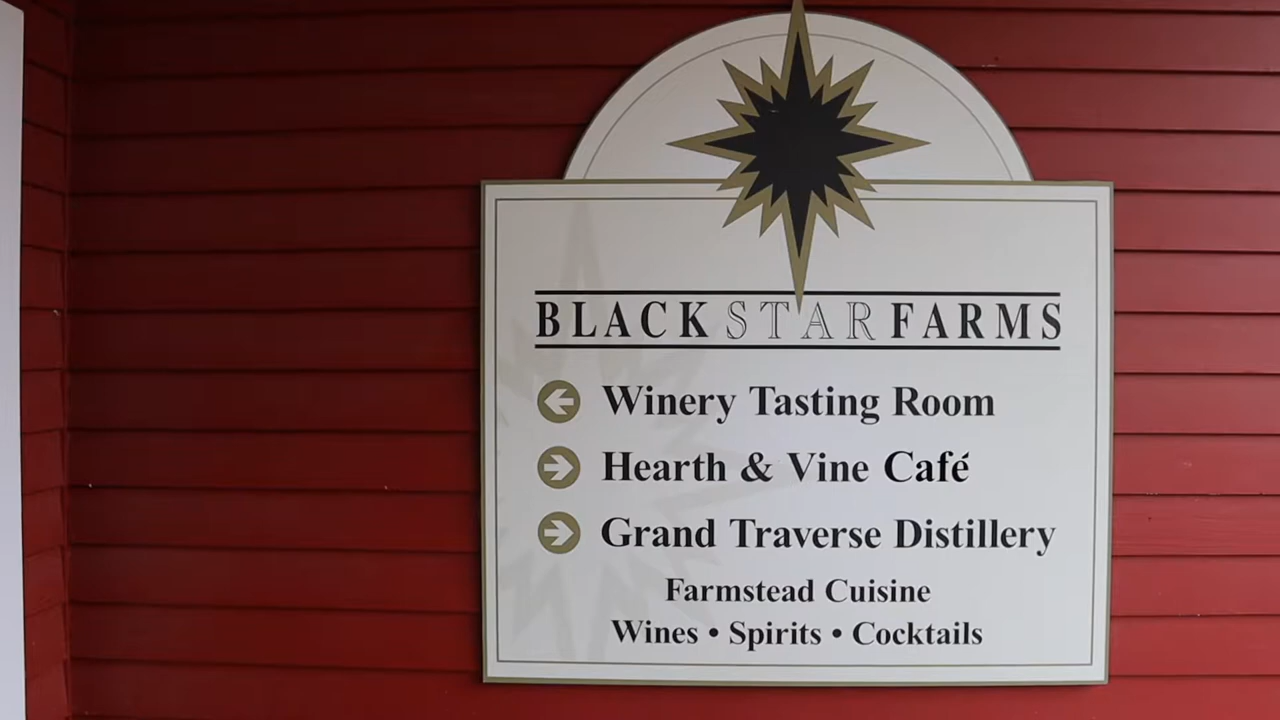 BLACK STAR FARMS
Winery Tasting Room
Hearth & Vine Café
Grand Traverse Distillery
Farmstead Cuisine
Wines • Spirits • Cocktails